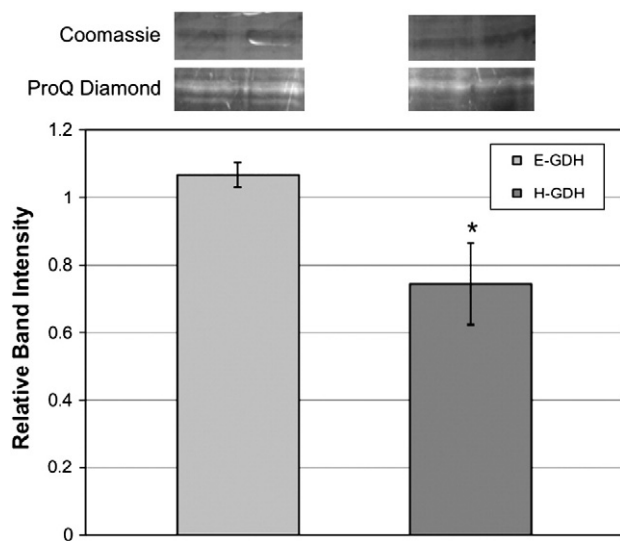 Coomassie
ProQ Diamond
1.2
1
0.8
0.6
0.4
0.2
0
Relative Band Intensity
E-GDH
H-GDH
*